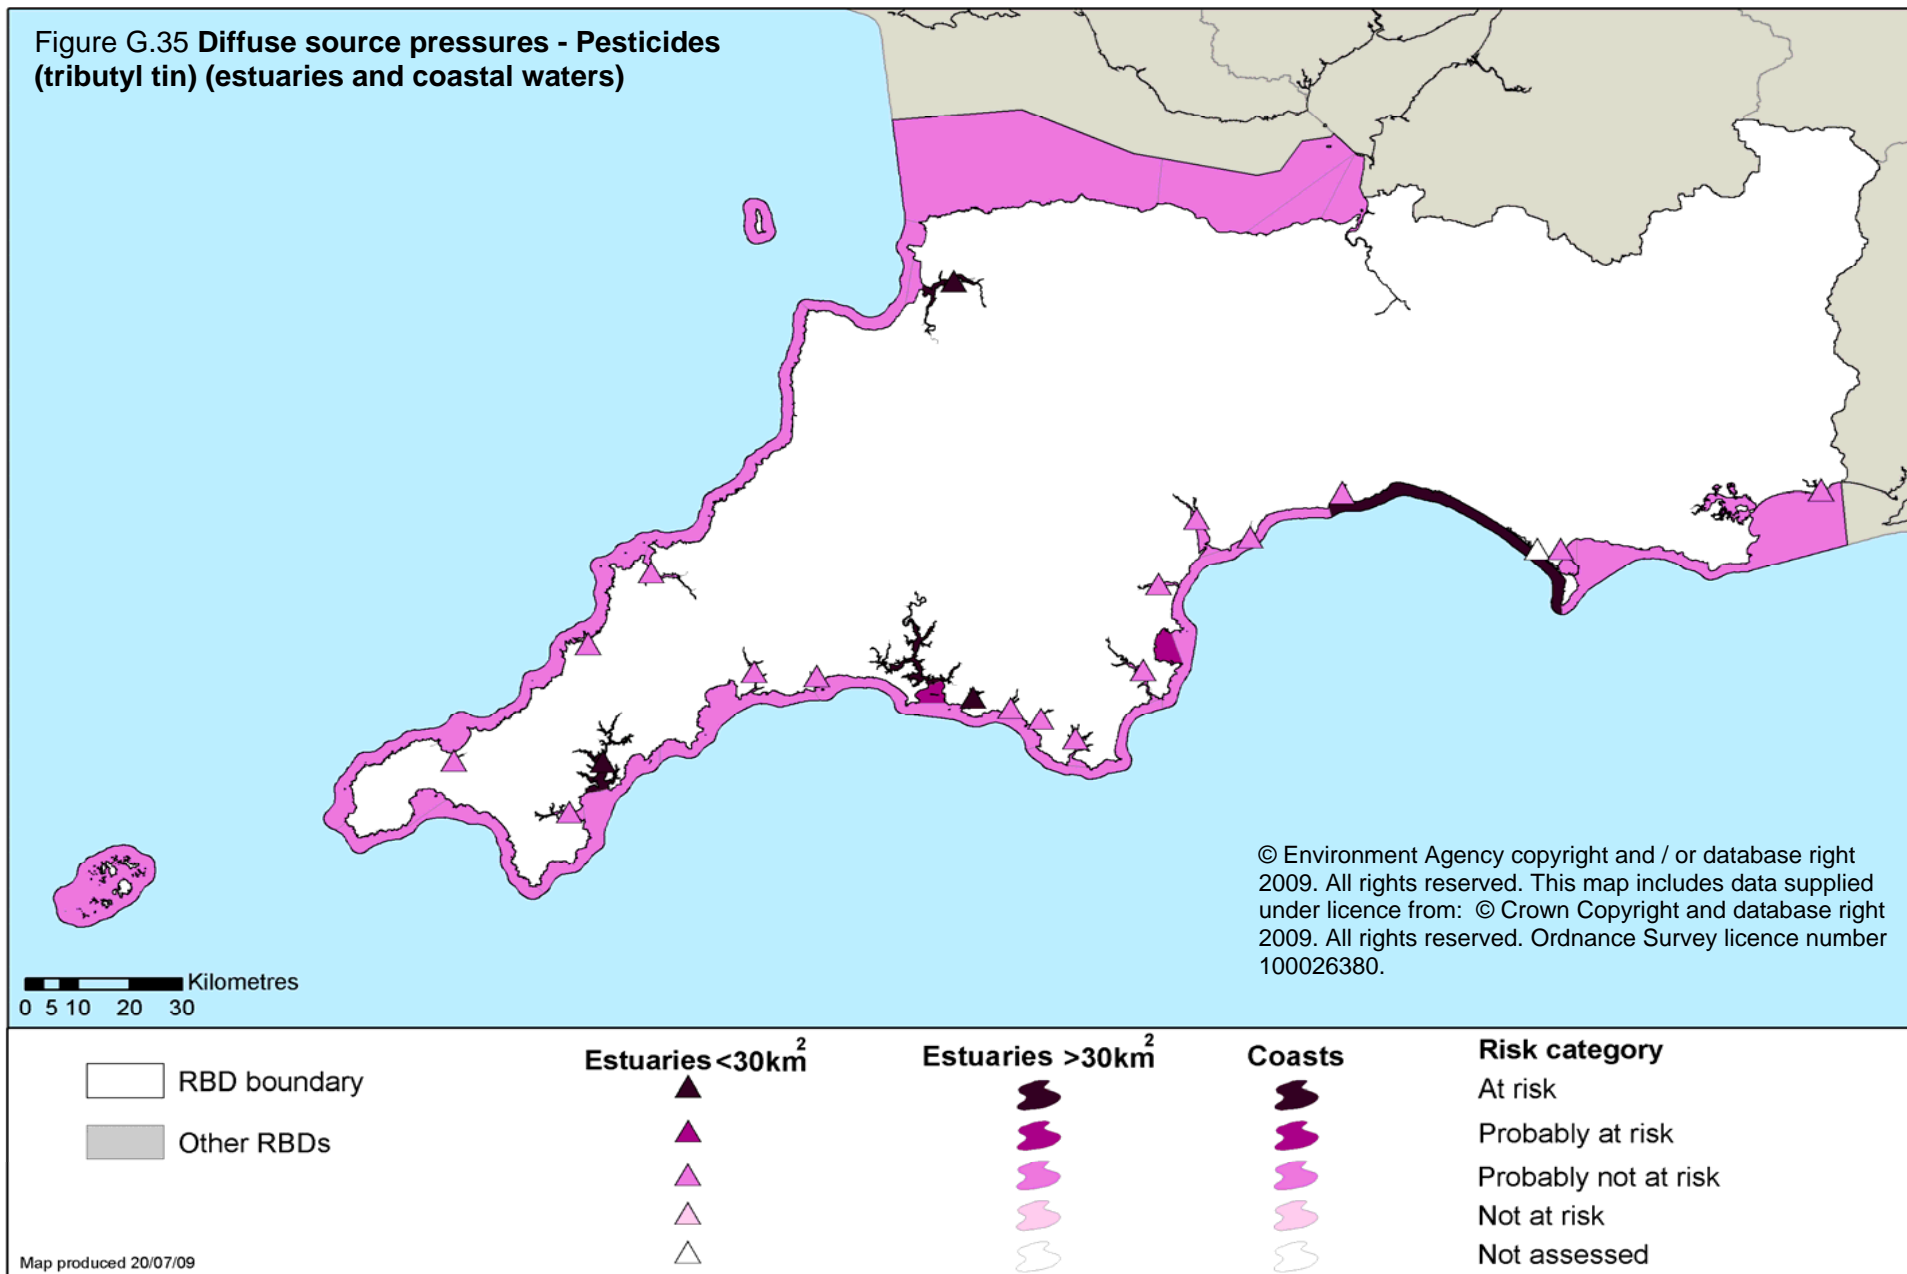 Figure G.35 Diffuse source pressures - Pesticides
(tributyl tin) (estuaries and coastal waters)
© Environment Agency copyright and / or database right
2009. All rights reserved. This map includes data supplied
under licence from: © Crown Copyright and database right
2009. All rights reserved. Ordnance Survey licence number
100026380.
Kilometres
0 5 10 20 30
RBD boundary
Other RBDs
Estuaries <30km²
Estuaries >30km²
Coasts
Risk category
At risk
Probably at risk
Probably not at risk
Not at risk
Not assessed
Map produced 20/07/09